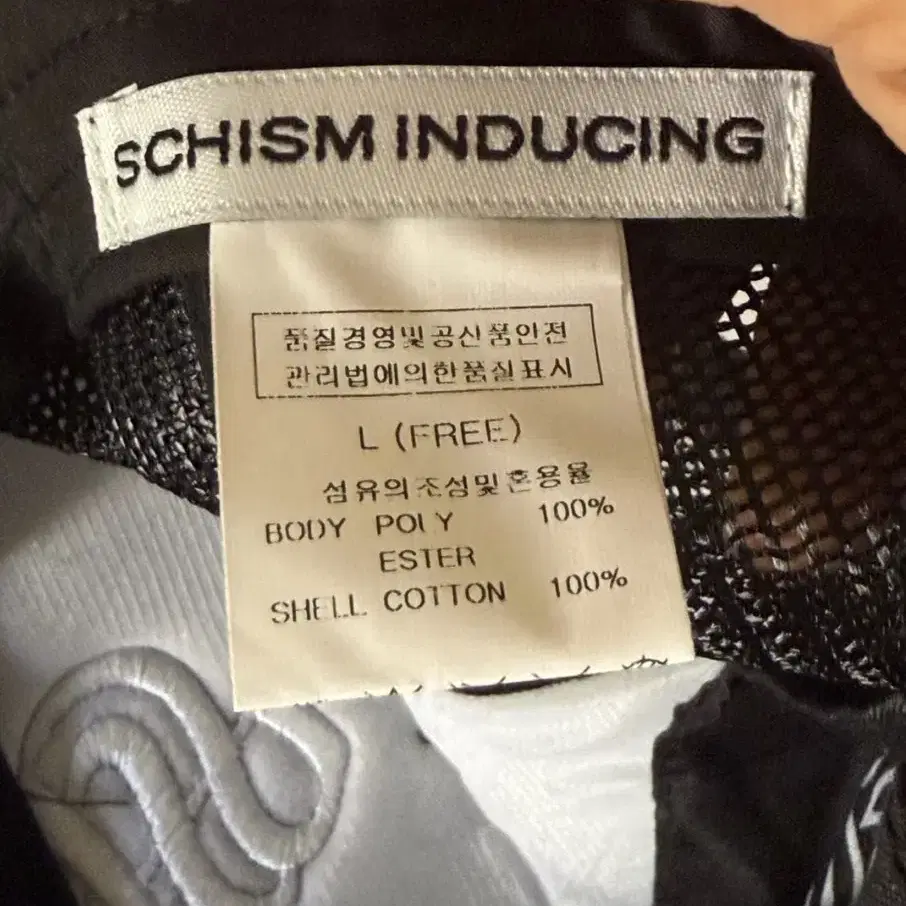 SCHISM INDUCING
품질경영및공산품안전
관리법에의한품질표시
L (FREE)
섬유의조성및혼용율
BODY POLY 100%
ESTER
SHELL COTTON 100%